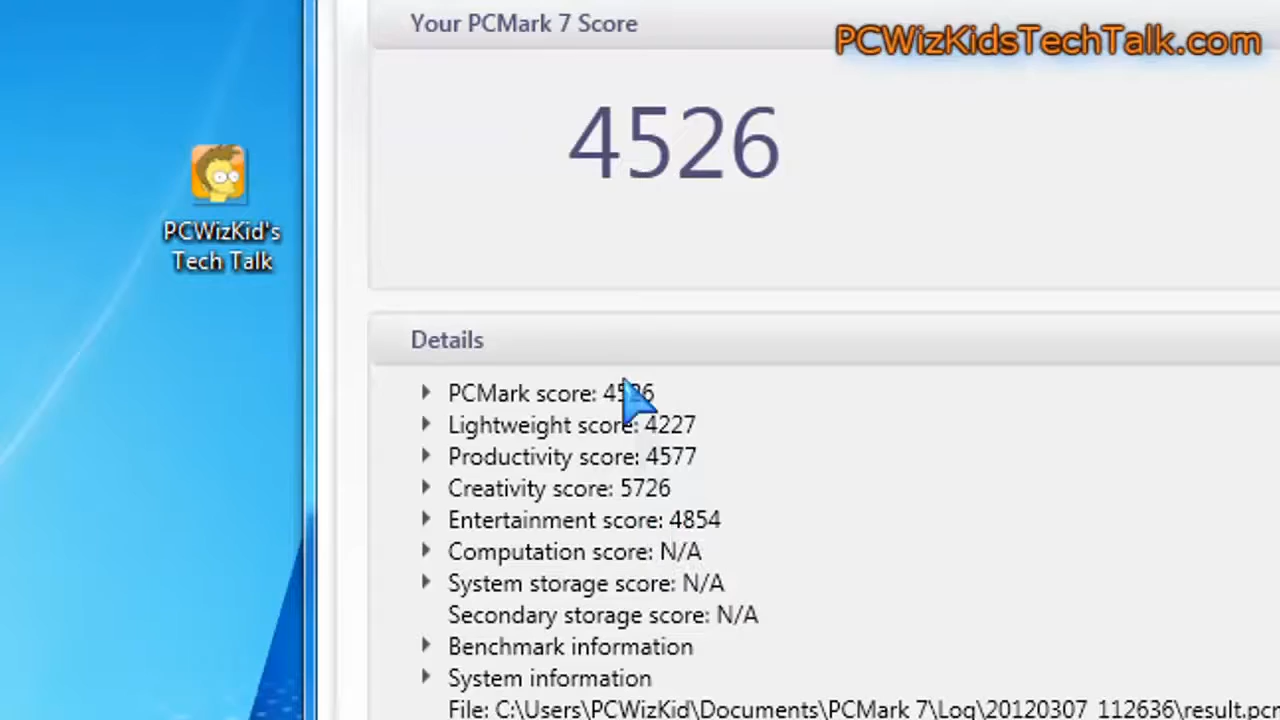 Your PCMark 7 Score
PCWizKidsTechTalk.com
4526
PCWizKid's
Tech Talk
Details
PCMark score: 4526
Lightweight score: 4227
Productivity score: 4577
Creativity score: 5726
Entertainment score: 4854
Computation score: N/A
System storage score: N/A
Secondary storage score: N/A
Benchmark information
System information
File: C:\Users\PCWizKid\Documents\PCMark 7\Log\20120307_112636\result.pcm